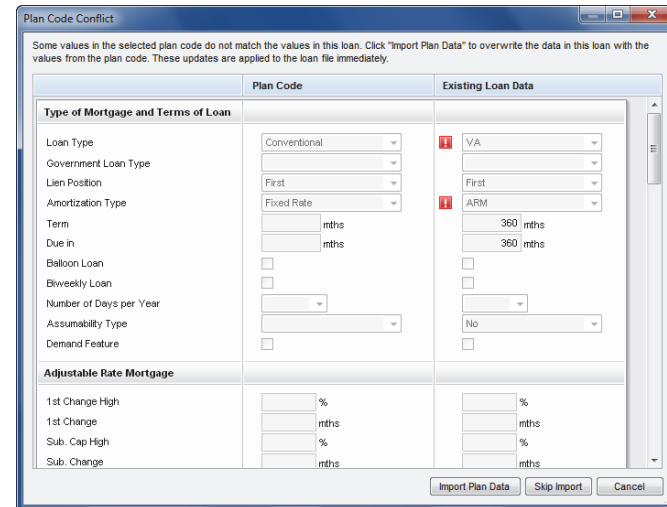 Plan Code Conflict
Some values in the selected plan code do not match the values in this loan. Click "Import Plan Data" to overwrite the data in this loan with the
values from the plan code. These updates are applied to the loan file immediately.
Plan Code Existing Loan Data
Type of Mortgage and Terms of Loan
Loan Type Conventional ! VA
Government Loan Type
Lien Position First First
Amortization Type Fixed Rate ! ARM
Term mths 360 mths
Due in mths 360 mths
Balloon Loan
Biweekly Loan
Number of Days per Year
Assumability Type No
Demand Feature
Adjustable Rate Mortgage
1st Change High % %
1st Change mths mths
Sub. Cap High % %
Sub. Change mths mths
Import Plan Data Skip Import Cancel